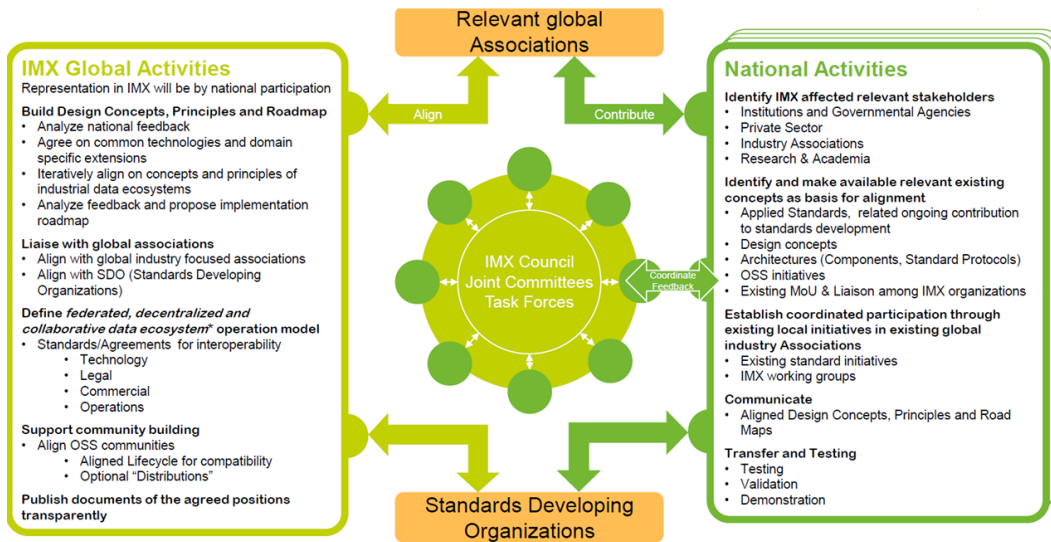 Relevant global
Associations
IMX Global Activities
Representation in IMX will be by national participation
Build Design Concepts, Principles and Roadmap
• Analyze national feedback
• Agree on common technologies and domain
specific extensions
• Iteratively align on concepts and principles of
industrial data ecosystems
• Analyze feedback and propose implementation
roadmap
Liaise with global associations
• Align with global industry focused associations
• Align with SDO (Standards Developing
Organizations)
Define federated, decentralized and
collaborative data ecosystem* operation model
• Standards/Agreements for interoperability
• Technology
• Legal
• Commercial
• Operations
Support community building
• Align OSS communities
• Aligned Lifecycle for compatibility
• Optional “Distributions”
Publish documents of the agreed positions
transparently
Align
Contribute
IMX Council
Joint Committees
Task Forces
Coordinate
Feedback
National Activities
Identify IMX affected relevant stakeholders
• Institutions and Governmental Agencies
• Private Sector
• Industry Associations
• Research & Academia
Identify and make available relevant existing
concepts as basis for alignment
• Applied Standards, related ongoing contribution
to standards development
• Design concepts
• Architectures (Components, Standard Protocols)
• OSS initiatives
• Existing MoU & Liaison among IMX organizations
Establish coordinated participation through
existing local initiatives in existing global
industry Associations
• Existing standard initiatives
• IMX working groups
Communicate
• Aligned Design Concepts, Principles and Road
Maps
Transfer and Testing
• Testing
• Validation
• Demonstration
Standards Developing
Organizations